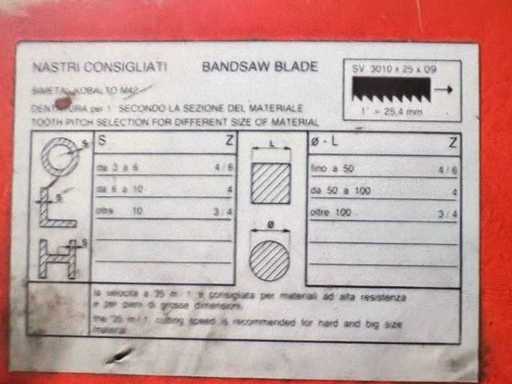 NASTRI CONSIGLIATI BANDSAW BLADE
SV 3010 x 25 x 09
BIMETAL KOBALTO M42
1" = 25,4 mm
DENTATURA per 1" SECONDO LA SEZIONE DEL MATERIALE
TOOTH PITCH SELECTION FOR DIFFERENT SIZE OF MATERIAL
S Z
da 3 a 6 4/6
da 6 a 10 4
oltre 10 3/4
S
S
S
L
Ø
Ø - L Z
fino a 50 4/6
da 50 a 100 4
oltre 100 3/4
la velocita a 35 m / 1' e consigliata per materiali ad alta resistenza
e per pieni di grosse dimensioni
the 35 m / 1' cutting speed is recommended for hard and big size
material